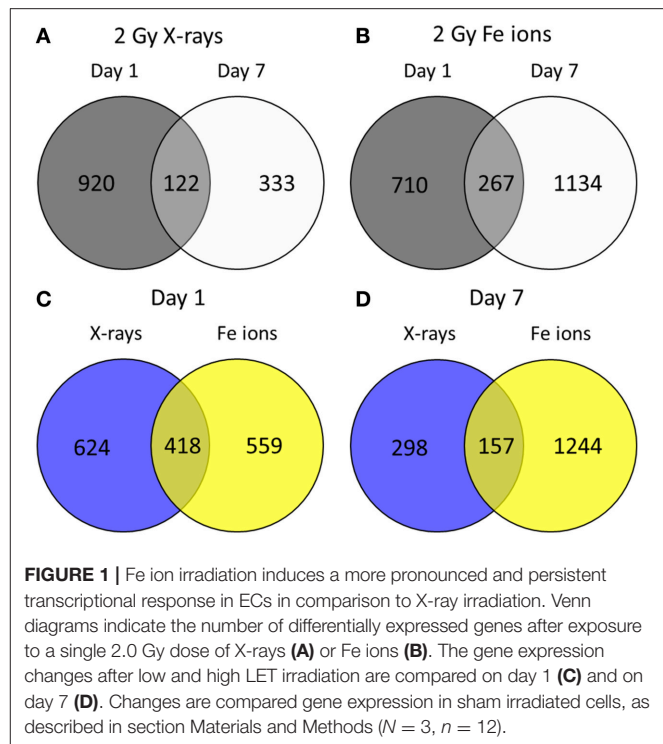 A
2 Gy X-rays
Day 1
Day 7
920
122
333
B
2 Gy Fe ions
Day 1
Day 7
710
267
1134
C
Day 1
X-rays
Fe ions
624
418
559
D
Day 7
X-rays
Fe ions
298
157
1244
FIGURE 1 | Fe ion irradiation induces a more pronounced and persistent
transcriptional response in ECs in comparison to X-ray irradiation. Venn
diagrams indicate the number of differentially expressed genes after exposure
to a single 2.0 Gy dose of X-rays (A) or Fe ions (B). The gene expression
changes after low and high LET irradiation are compared on day 1 (C) and on
day 7 (D). Changes are compared gene expression in sham irradiated cells, as
described in section Materials and Methods (N = 3, n = 12).